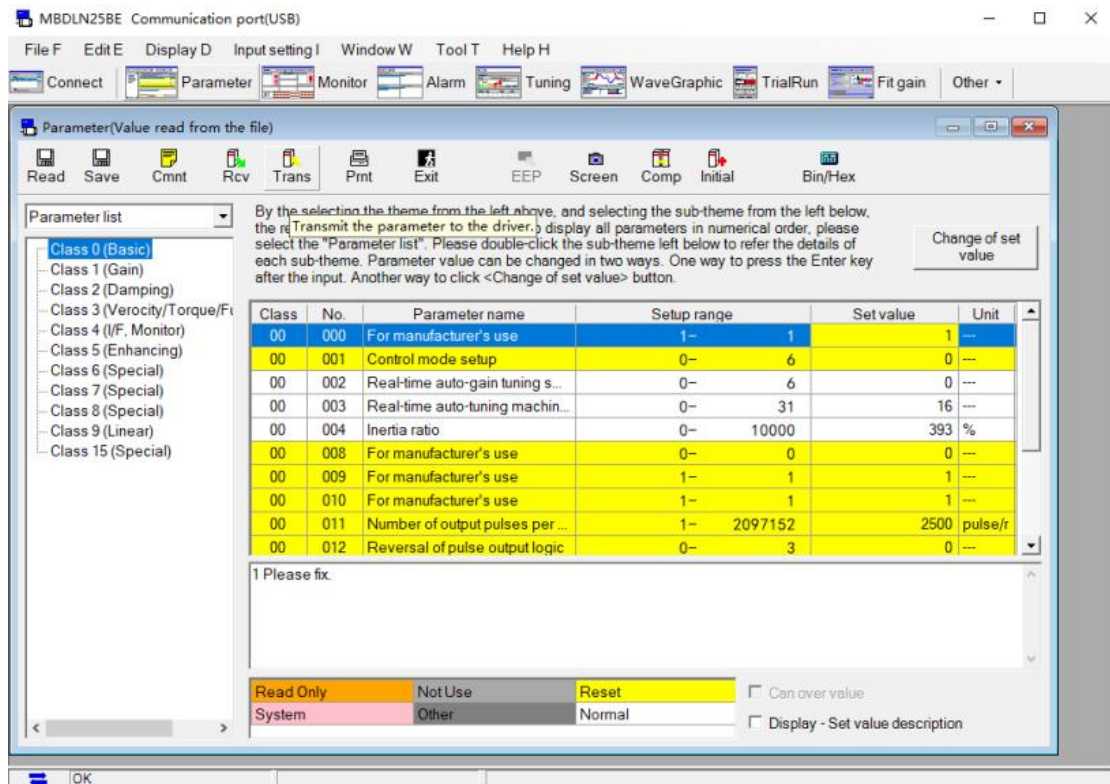 MBDLN25BE Communication port(USB)
File F Edit E Display D Input setting I Window W Tool T Help H
Connect Parameter Monitor Alarm Tuning WaveGraphic TrialRun Fit gain Other
Parameter(Value read from the file)
Read Save Cmnt Rcv Trans Prnt Exit EEP Screen Comp Initial Bin/Hex
Parameter list
Class 0 (Basic)
Class 1 (Gain)
Class 2 (Damping)
Class 3 (Verocity/Torque/Fu
Class 4 (I/F, Monitor)
Class 5 (Enhancing)
Class 6 (Special)
Class 7 (Special)
Class 8 (Special)
Class 9 (Linear)
Class 15 (Special)
By the selecting the theme from the left above, and selecting the sub-theme from the left below,
the re
Transmit the parameter to the driver.
display all parameters in numerical order, please
select the "Parameter list". Please double-click the sub-theme left below to refer the details of
each sub-theme. Parameter value can be changed in two ways. One way to press the Enter key
after the input. Another way to click <Change of set value> button.
Change of set
value
Class No. Parameter name Setup range Set value Unit
00 000 For manufacturer's use 1- 1 1 ---
00 001 Control mode setup 0- 6 0 ---
00 002 Real-time auto-gain tuning s... 0- 6 0 ---
00 003 Real-time auto-tuning machin... 0- 31 16 ---
00 004 Inertia ratio 0- 10000 393 %
00 008 For manufacturer's use 0- 0 0 ---
00 009 For manufacturer's use 1- 1 1 ---
00 010 For manufacturer's use 1- 1 1 ---
00 011 Number of output pulses per ... 1- 2097152 2500 pulse/r
00 012 Reversal of pulse output logic 0- 3 0 ---
1 Please fix.
Read Only Not Use Reset
System Other Normal
Can over value
Display - Set value description
OK